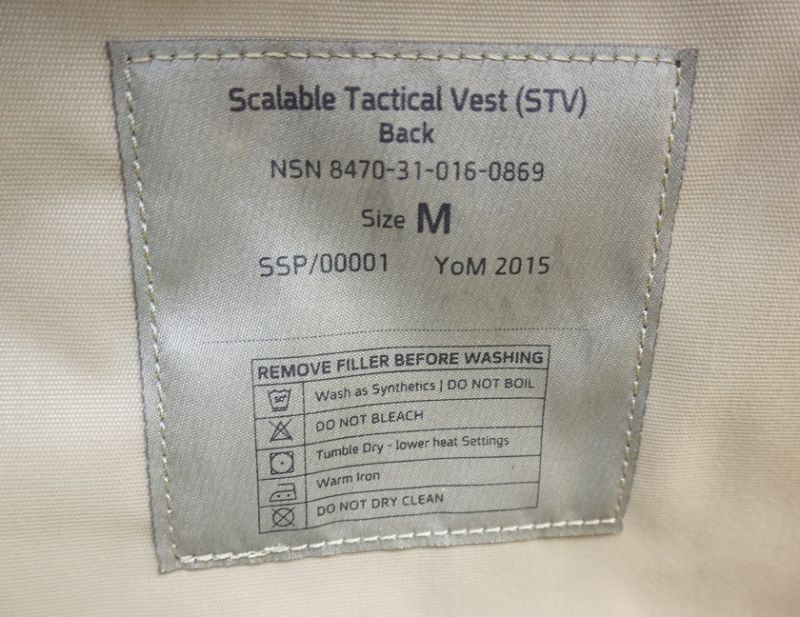 Scalable Tactical Vest (STV)
Back
NSN 8470-31-016-0869
Size M
SSP/00001 YoM 2015
REMOVE FILLER BEFORE WASHING
50° Wash as Synthetics | DO NOT BOIL
DO NOT BLEACH
Tumble Dry - lower heat Settings
Warm Iron
DO NOT DRY CLEAN